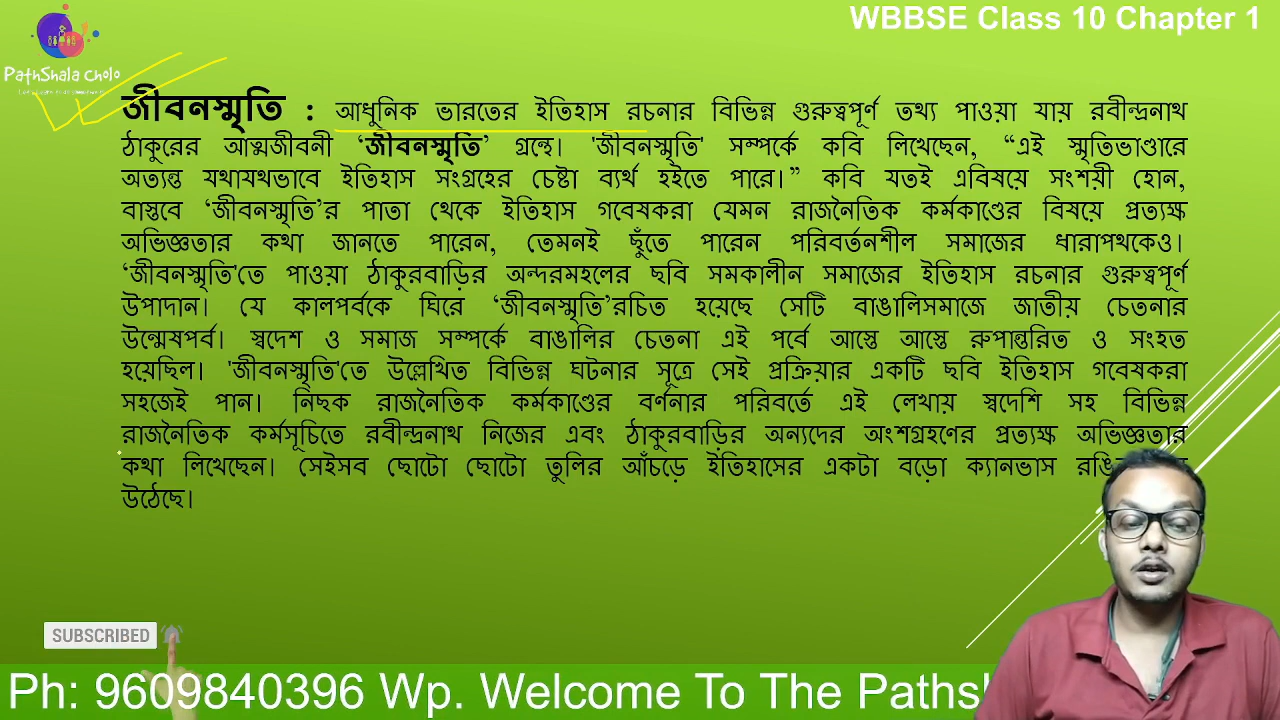 WBBSE Class 10 Chapter 1
PathShala Cholo
জীবনস্মৃতি : আধুনিক ভারতের ইতিহাস রচনার বিভিন্ন গুরুত্বপূর্ণ তথ্য পাওয়া যায় রবীন্দ্রনাথ
ঠাকুরের আত্মজীবনী ‘জীবনস্মৃতি’ গ্রন্থে। 'জীবনস্মৃতি' সম্পর্কে কবি লিখেছেন, “এই স্মৃতিভাণ্ডারে
অত্যন্ত যথাযথভাবে ইতিহাস সংগ্রহের চেষ্টা ব্যর্থ হইতে পারে।” কবি যতই এবিষয়ে সংশয়ী হোন,
বাস্তবে ‘জীবনস্মৃতি’র পাতা থেকে ইতিহাস গবেষকরা যেমন রাজনৈতিক কর্মকাণ্ডের বিষয়ে প্রত্যক্ষ
অভিজ্ঞতার কথা জানতে পারেন, তেমনই ছুঁতে পারেন পরিবর্তনশীল সমাজের ধারাপথকেও।
‘জীবনস্মৃতি'তে পাওয়া ঠাকুরবাড়ির অন্দরমহলের ছবি সমকালীন সমাজের ইতিহাস রচনার গুরুত্বপূর্ণ
উপাদান। যে কালপর্বকে ঘিরে ‘জীবনস্মৃতি’রচিত হয়েছে সেটি বাঙালিসমাজে জাতীয় চেতনার
উন্মেষপর্ব। স্বদেশ ও সমাজ সম্পর্কে বাঙালির চেতনা এই পর্বে আস্তে আস্তে রুপান্তরিত ও সংহত
হয়েছিল। 'জীবনস্মৃতি'তে উল্লেখিত বিভিন্ন ঘটনার সূত্রে সেই প্রক্রিয়ার একটি ছবি ইতিহাস গবেষকরা
সহজেই পান। নিছক রাজনৈতিক কর্মকাণ্ডের বর্ণনার পরিবর্তে এই লেখায় স্বদেশি সহ বিভিন্ন
রাজনৈতিক কর্মসূচিতে রবীন্দ্রনাথ নিজের এবং ঠাকুরবাড়ির অন্যদের অংশগ্রহণের প্রত্যক্ষ অভিজ্ঞতার
কথা লিখেছেন। সেইসব ছোটো ছোটো তুলির আঁচড়ে ইতিহাসের একটা বড়ো ক্যানভাস
উঠেছে।
SUBSCRIBED
Ph: 9609840396 Wp. Welcome To The